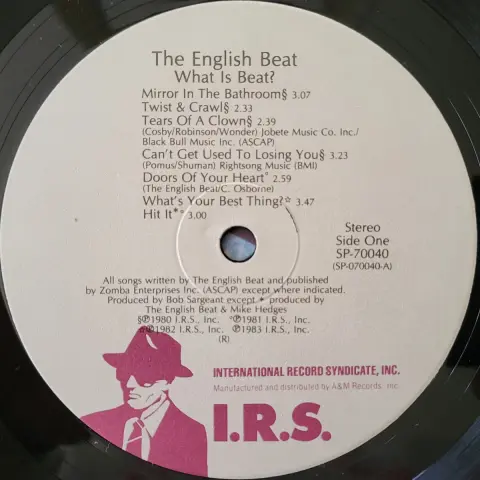 The English Beat
What Is Beat?
Mirror In The Bathroom§ 3.07
Twist & Crawl§ 2.33
Tears Of A Clown§ 2.39
(Cosby/Robinson/Wonder) Jobete Music Co. Inc./
Black Bull Music Inc. (ASCAP)
Can't Get Used To Losing You§ 3.23
(Pomus/Shuman) Rightsong Music (BMI)
Doors Of Your Heart° 2.59
(The English Beat/C. Osborne)
What's Your Best Thing?☆ 3.47
Hit It*° 3.00
Stereo
Side One
SP-70040
(SP-070040-A)
All songs written by The English Beat and published
by Zomba Enterprises Inc. (ASCAP) except where indicated.
Produced by Bob Sargeant except * produced by
The English Beat & Mike Hedges
§℗1980 I.R.S., Inc. °℗1981 I.R.S., Inc.
☆℗1982 I.R.S., Inc. ℗1983 I.R.S., Inc.
(R)
INTERNATIONAL RECORD SYNDICATE, INC.
Manufactured and distributed by A&M Records, Inc.
I.R.S.